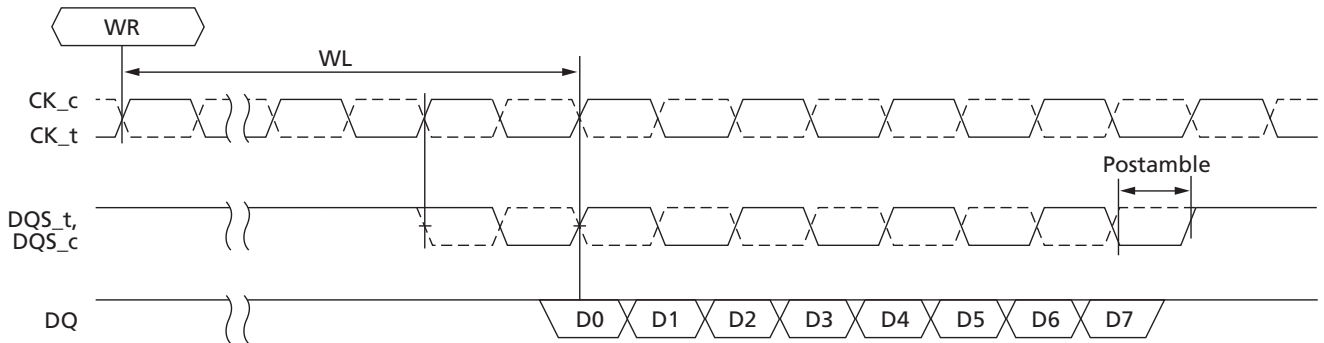 WR
WL
CK_c
CK_t
Postamble
DQS_t,
DQS_c
DQ
D0 D1 D2 D3 D4 D5 D6 D7